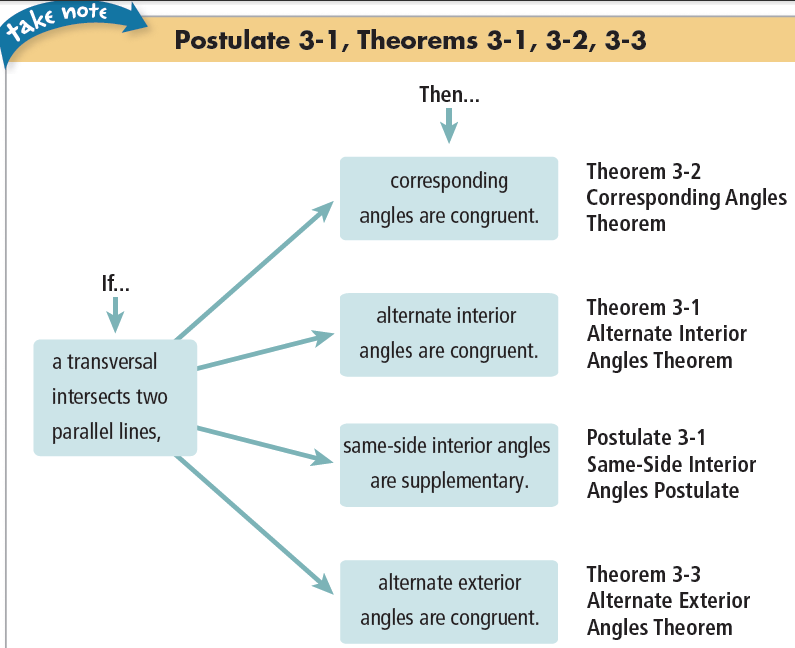 take note
Postulate 3-1, Theorems 3-1, 3-2, 3-3
Then...
corresponding
angles are congruent.
Theorem 3-2
Corresponding Angles
Theorem
If...
a transversal
intersects two
parallel lines,
alternate interior
angles are congruent.
Theorem 3-1
Alternate Interior
Angles Theorem
same-side interior angles
are supplementary.
Postulate 3-1
Same-Side Interior
Angles Postulate
alternate exterior
angles are congruent.
Theorem 3-3
Alternate Exterior
Angles Theorem